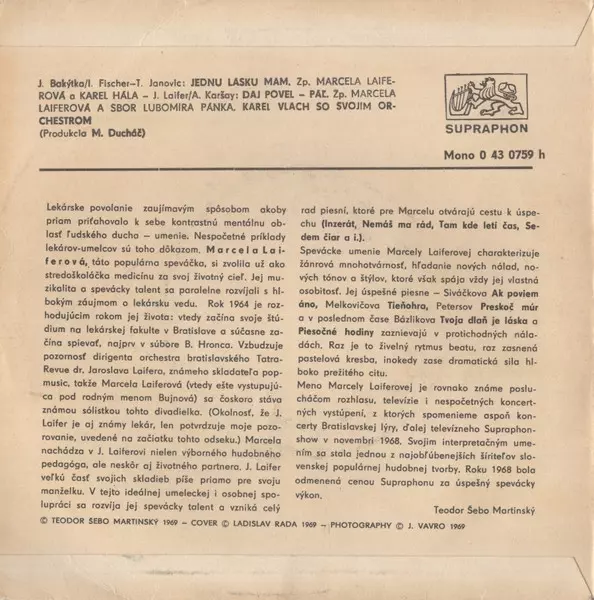 J. Bakýtka/I. Fischer–T. Janovic: JEDNU LÁSKU MÁM. Zp. MARCELA LAIFE-
ROVÁ a KAREL HÁLA – J. Laifer/A. Karšay: DAJ POVEL – PÁĽ. Zp. MARCELA
LAIFEROVÁ A SBOR LUBOMÍRA PÁNKA. KAREL VLACH SO SVOJIM OR-
CHESTROM
(Produkcia M. Ducháč)
SUPRAPHON
Mono 0 43 0759 h
Lekárske povolanie zaujímavým spôsobom akoby
priam priťahovalo k sebe kontrastnú mentálnu ob-
lasť ľudského ducha – umenie. Nespočetné príklady
lekárov-umelcov sú toho dôkazom. Marcela Lai-
ferová, táto populárna speváčka, si zvolila už ako
stredoškoláčka medicínu za svoj životný cieľ. Jej mu-
zikalita a spevácky talent sa paralelne rozvíjali s hl-
bokým záujmom o lekársku vedu. Rok 1964 je roz-
hodujúcim rokom jej života: vtedy začína svoje štú-
dium na lekárskej fakulte v Bratislave a súčasne za-
čína spievať, najprv v súbore B. Hronca. Vzbudzuje
pozornosť dirigenta orchestra bratislavského Tatra-
Revue dr. Jaroslava Laifera, známeho skladateľa pop-
music, takže Marcela Laiferová (vtedy ešte vystupujú-
ca pod rodným menom Bujnová) sa čoskoro stáva
známou sólistkou tohto divadielka. (Okolnosť, že J.
Laifer je aj známy lekár, len potvrdzuje moje pozo-
rovanie, uvedené na začiatku tohto odseku.) Marcela
nachádza v J. Laiferovi nielen výborného hudobného
pedagóga, ale neskôr aj životného partnera. J. Laifer
veľkú časť svojich skladieb píše priamo pre svoju
manželku. V tejto ideálnej umeleckej i osobnej spo-
lupráci sa rozvíja jej spevácky talent a vzniká celý
rad piesní, ktoré pre Marcelu otvárajú cestu k úspe-
chu (Inzerát, Nemáš ma rád, Tam kde letí čas, Se-
dem čiar a i.).
Spevácke umenie Marcely Laiferovej charakterizuje
žánrová mnohotvárnosť, hľadanie nových nálad, no-
vých tónov a štýlov, ktoré však spája vždy jej vlastná
osobitosť. Jej úspešné piesne – Siváčkova Ak poviem
áno, Melkovičova Tieňohra, Petersov Preskoč múr
a v poslednom čase Bázlikova Tvoja dlaň je láska a
Piesočné hodiny zaznievajú v protichodných nála-
dách. Raz je to živelný rytmus beatu, raz zasnená
pastelová kresba, inokedy zase dramatická sila hl-
boko prežitého citu.
Meno Marcely Laiferovej je rovnako známe poslu-
cháčom rozhlasu, televízie i nespočetných koncert-
ných vystúpení, z ktorých spomenieme aspoň kon-
certy Bratislavskej lýry, ďalej televízneho Supraphon-
show v novembri 1968. Svojim interpretačným ume-
ním sa stala jednou z najobľúbenejších šíriteľov slo-
venskej populárnej hudobnej tvorby. Roku 1968 bola
odmenená cenou Supraphonu za úspešný spevácky
výkon.
Teodor Šebo Martinský
© TEODOR ŠEBO MARTINSKÝ 1969 – COVER © LADISLAV RADA 1969 – PHOTOGRAPHY © J. VAVRO 1969